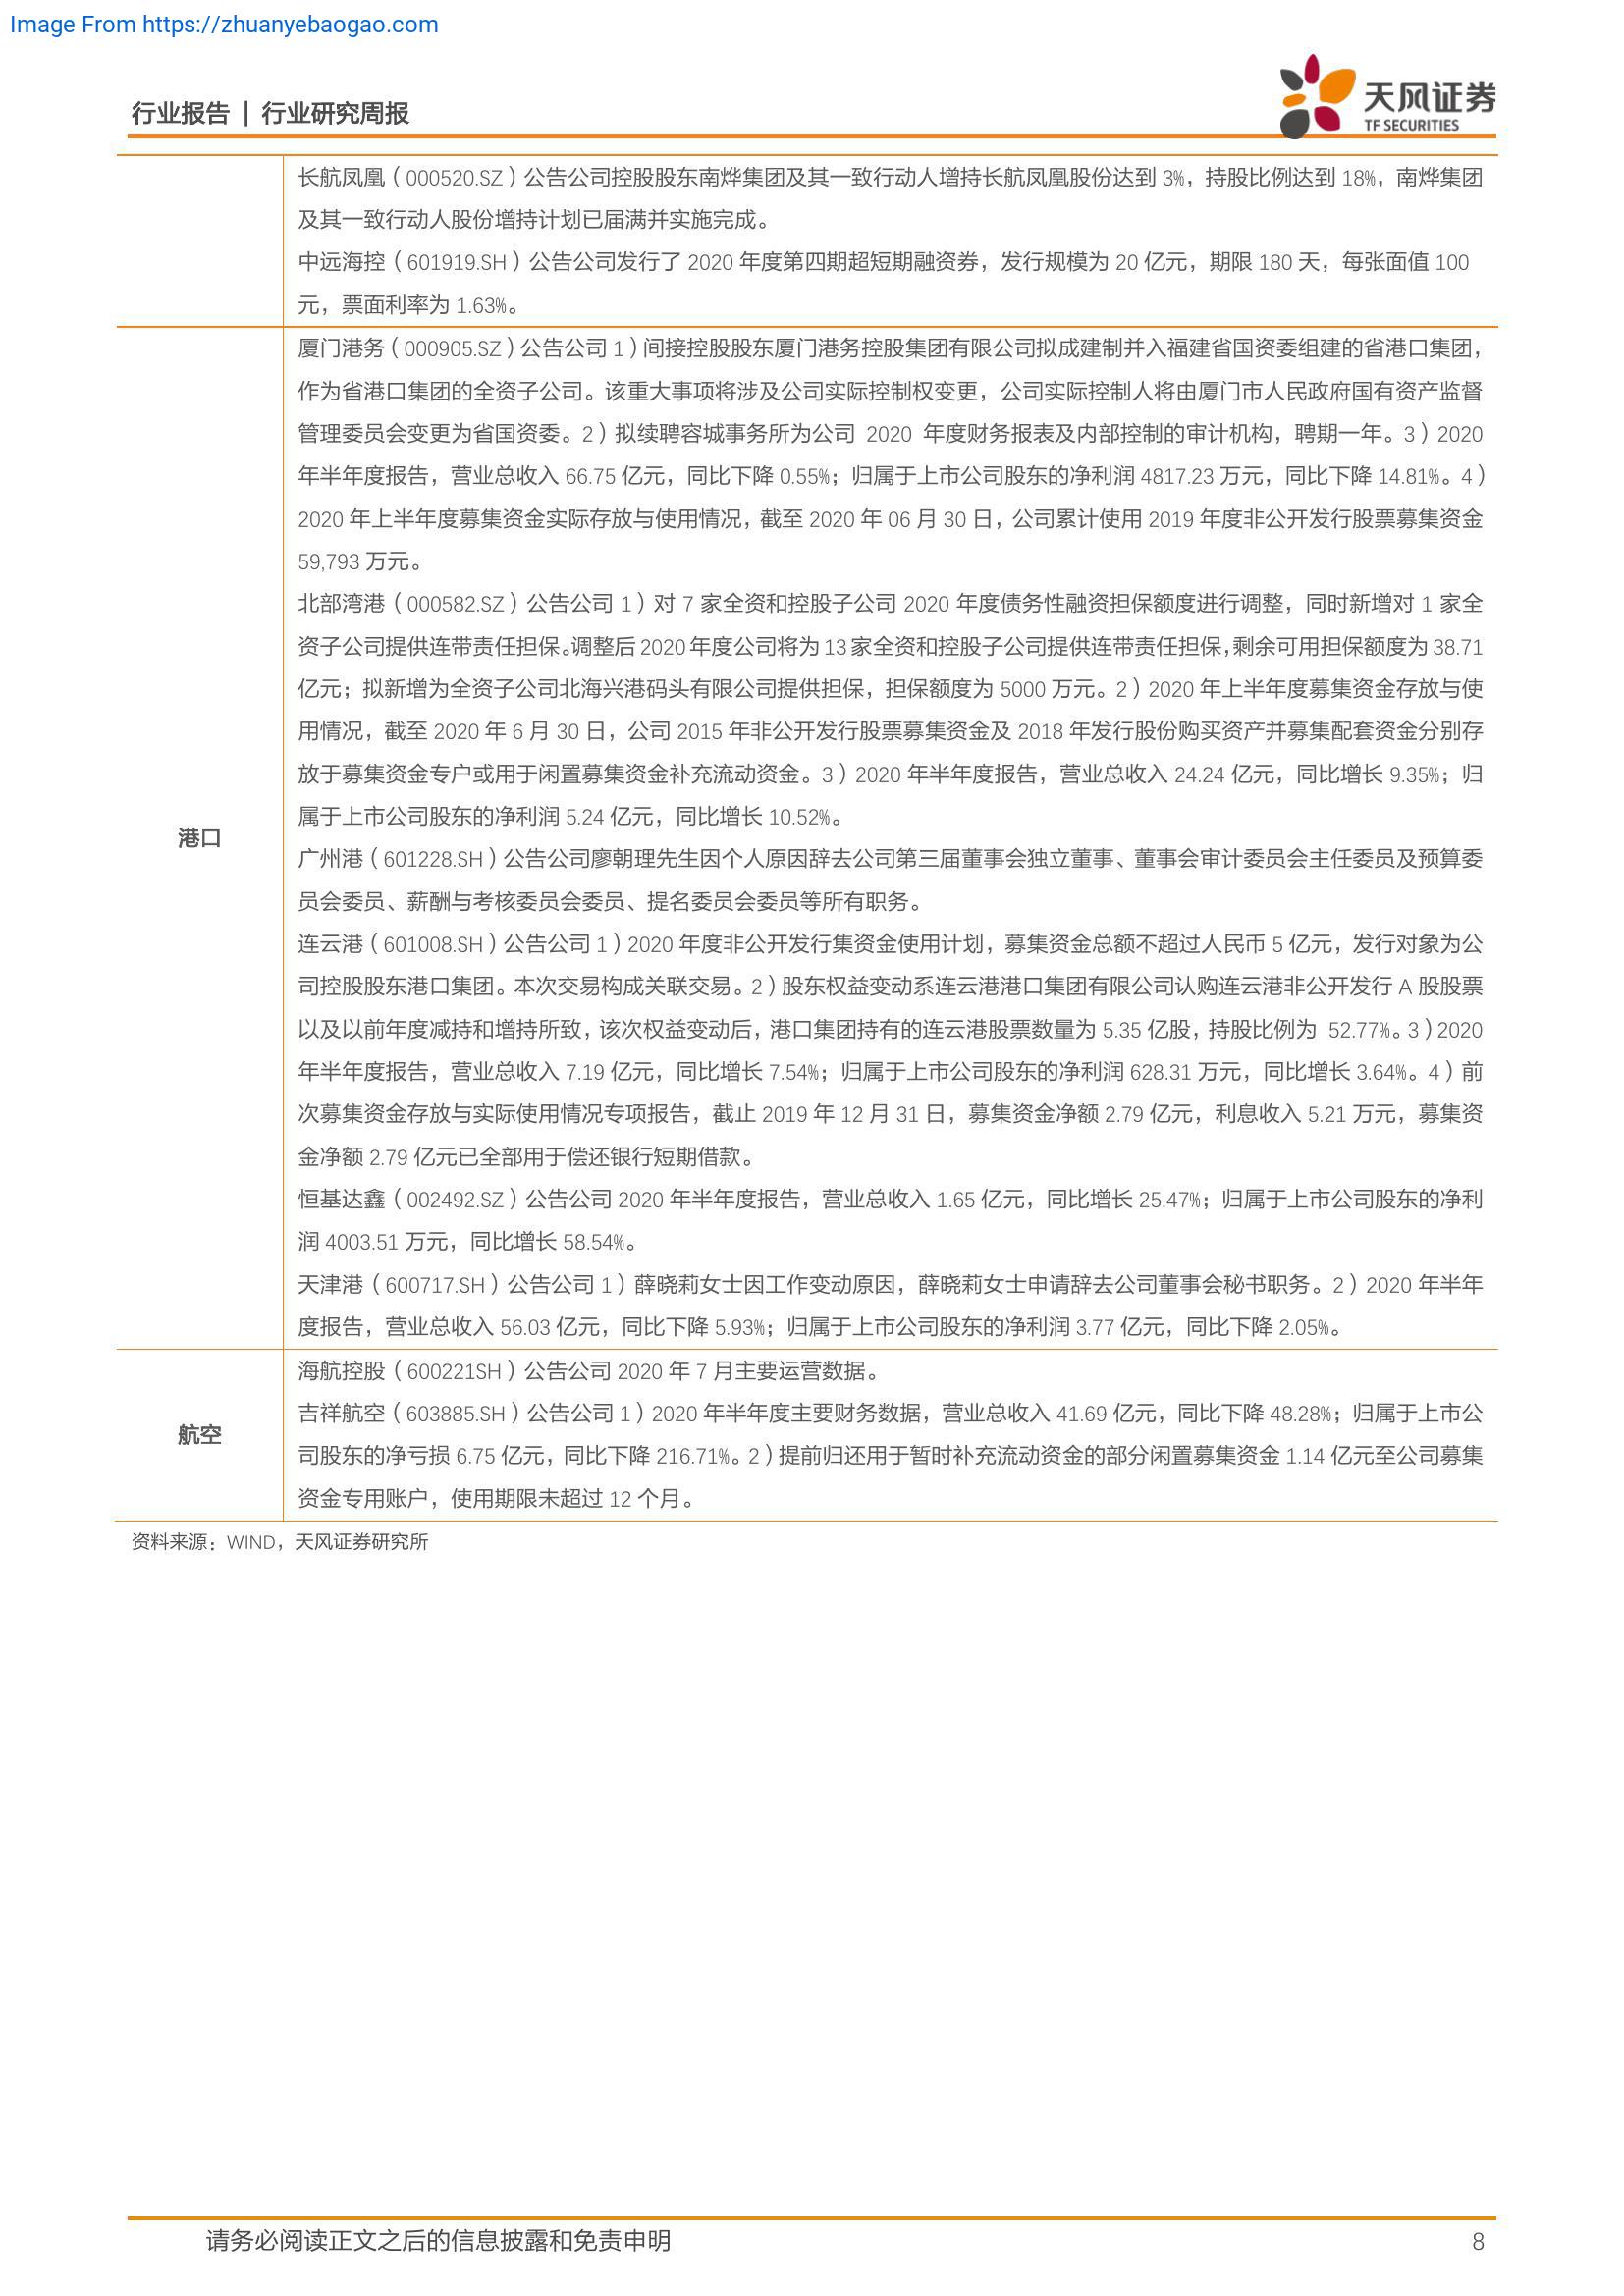 Image From https://zhuanyebaogao.com
行业报告 | 行业研究周报
天风证券
TF SECURITIES
长航凤凰（000520.SZ）公告公司控股股东南烨集团及其一致行动人增持长航凤凰股份达到 3%，持股比例达到 18%，南烨集团
及其一致行动人股份增持计划已届满并实施完成。
中远海控（601919.SH）公告公司发行了 2020 年度第四期超短期融资券，发行规模为 20 亿元，期限 180 天，每张面值 100
元，票面利率为 1.63%。
港口
厦门港务（000905.SZ）公告公司 1）间接控股股东厦门港务控股集团有限公司拟成建制并入福建省国资委组建的省港口集团，
作为省港口集团的全资子公司。该重大事项将涉及公司实际控制权变更，公司实际控制人将由厦门市人民政府国有资产监督
管理委员会变更为省国资委。2）拟续聘容城事务所为公司 2020 年度财务报表及内部控制的审计机构，聘期一年。3）2020
年半年度报告，营业总收入 66.75 亿元，同比下降 0.55%；归属于上市公司股东的净利润 4817.23 万元，同比下降 14.81%。4）
2020 年上半年度募集资金实际存放与使用情况，截至 2020 年 06 月 30 日，公司累计使用 2019 年度非公开发行股票募集资金
59,793 万元。
北部湾港（000582.SZ）公告公司 1）对 7 家全资和控股子公司 2020 年度债务性融资担保额度进行调整，同时新增对 1 家全
资子公司提供连带责任担保。调整后 2020 年度公司将为 13 家全资和控股子公司提供连带责任担保，剩余可用担保额度为 38.71
亿元；拟新增为全资子公司北海兴港码头有限公司提供担保，担保额度为 5000 万元。2）2020 年上半年度募集资金存放与使
用情况，截至 2020 年 6 月 30 日，公司 2015 年非公开发行股票募集资金及 2018 年发行股份购买资产并募集配套资金分别存
放于募集资金专户或用于闲置募集资金补充流动资金。3）2020 年半年度报告，营业总收入 24.24 亿元，同比增长 9.35%；归
属于上市公司股东的净利润 5.24 亿元，同比增长 10.52%。
广州港（601228.SH）公告公司廖朝理先生因个人原因辞去公司第三届董事会独立董事、董事会审计委员会主任委员及预算委
员会委员、薪酬与考核委员会委员、提名委员会委员等所有职务。
连云港（601008.SH）公告公司 1）2020 年度非公开发行集资金使用计划，募集资金总额不超过人民币 5 亿元，发行对象为公
司控股股东港口集团。本次交易构成关联交易。2）股东权益变动系连云港港口集团有限公司认购连云港非公开发行 A 股股票
以及以前年度减持和增持所致，该次权益变动后，港口集团持有的连云港股票数量为 5.35 亿股，持股比例为 52.77%。3）2020
年半年度报告，营业总收入 7.19 亿元，同比增长 7.54%；归属于上市公司股东的净利润 628.31 万元，同比增长 3.64%。4）前
次募集资金存放与实际使用情况专项报告，截止 2019 年 12 月 31 日，募集资金净额 2.79 亿元，利息收入 5.21 万元，募集资
金净额 2.79 亿元已全部用于偿还银行短期借款。
恒基达鑫（002492.SZ）公告公司 2020 年半年度报告，营业总收入 1.65 亿元，同比增长 25.47%；归属于上市公司股东的净利
润 4003.51 万元，同比增长 58.54%。
天津港（600717.SH）公告公司 1）薛晓莉女士因工作变动原因，薛晓莉女士申请辞去公司董事会秘书职务。2）2020 年半年
度报告，营业总收入 56.03 亿元，同比下降 5.93%；归属于上市公司股东的净利润 3.77 亿元，同比下降 2.05%。
航空
海航控股（600221SH）公告公司 2020 年 7 月主要运营数据。
吉祥航空（603885.SH）公告公司 1）2020 年半年度主要财务数据，营业总收入 41.69 亿元，同比下降 48.28%；归属于上市公
司股东的净亏损 6.75 亿元，同比下降 216.71%。2）提前归还用于暂时补充流动资金的部分闲置募集资金 1.14 亿元至公司募集
资金专用账户，使用期限未超过 12 个月。
资料来源：WIND，天风证券研究所
请务必阅读正文之后的信息披露和免责申明
8